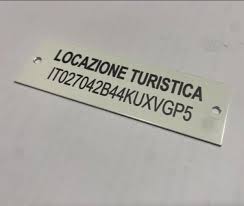 LOCAZIONE TURISTICA
IT027042B44KUXVGP5